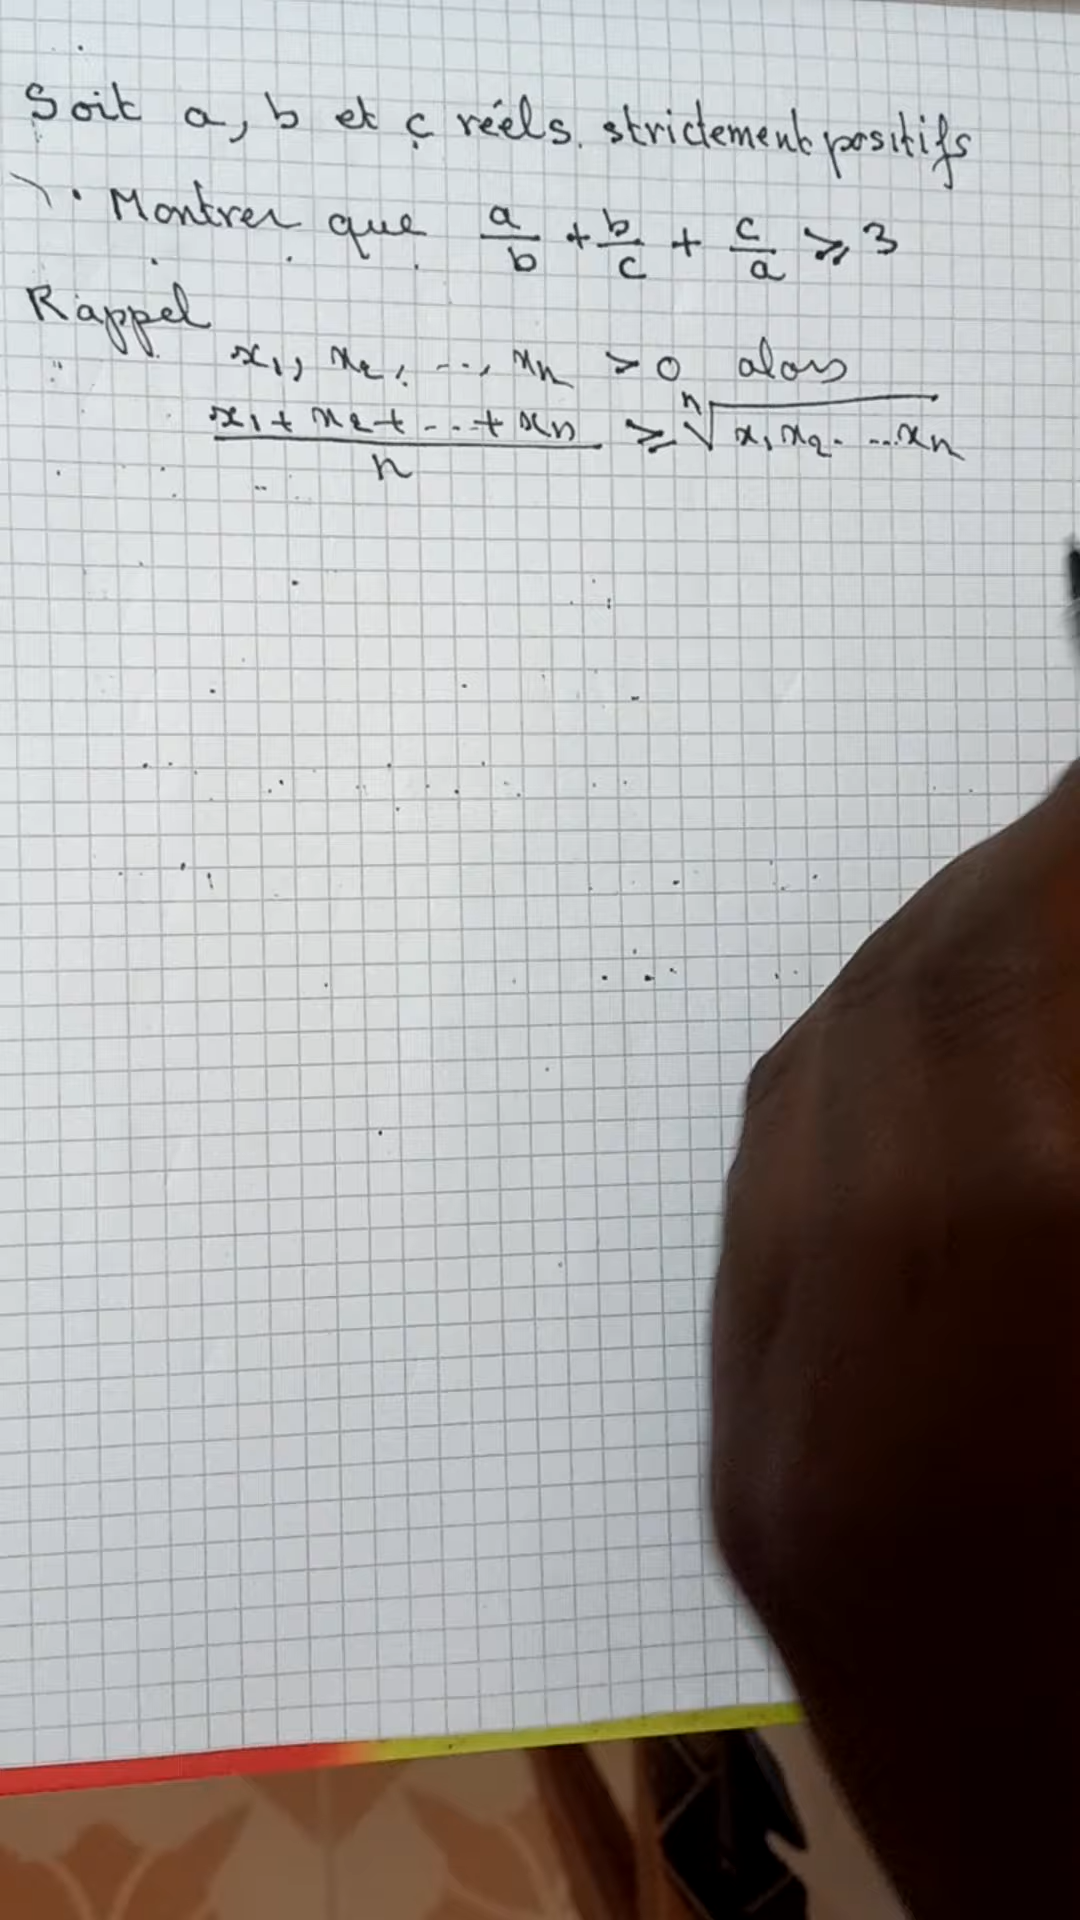 Soit a, b et c réels strictement positifs
. Montrer que a/b + b/c + c/a ⩾ 3
Rappel
x₁, x₂, ..., xₙ > 0 alors
(x₁ + x₂ + ... + xₙ)/n ⩾ ⁿ√(x₁x₂...xₙ)